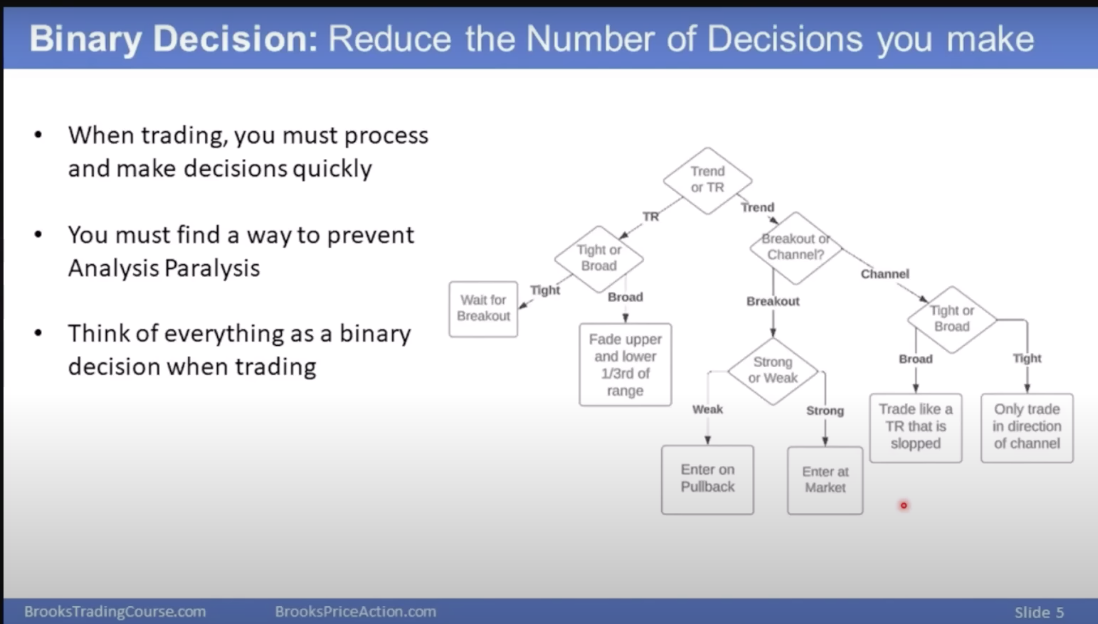 Binary Decision: Reduce the Number of Decisions you make
• When trading, you must process
and make decisions quickly
• You must find a way to prevent
Analysis Paralysis
• Think of everything as a binary
decision when trading
Trend
or TR
TR
Trend
Tight or
Broad
Breakout or
Channel?
Tight
Broad
Breakout
Channel
Wait for
Breakout
Fade upper
and lower
1/3rd of
range
Strong
or Weak
Tight or
Broad
Weak
Strong
Broad
Tight
Enter on
Pullback
Enter at
Market
Trade like a
TR that is
slopped
Only trade
in direction
of channel
BrooksTradingCourse.com
BrooksPriceAction.com
Slide 5